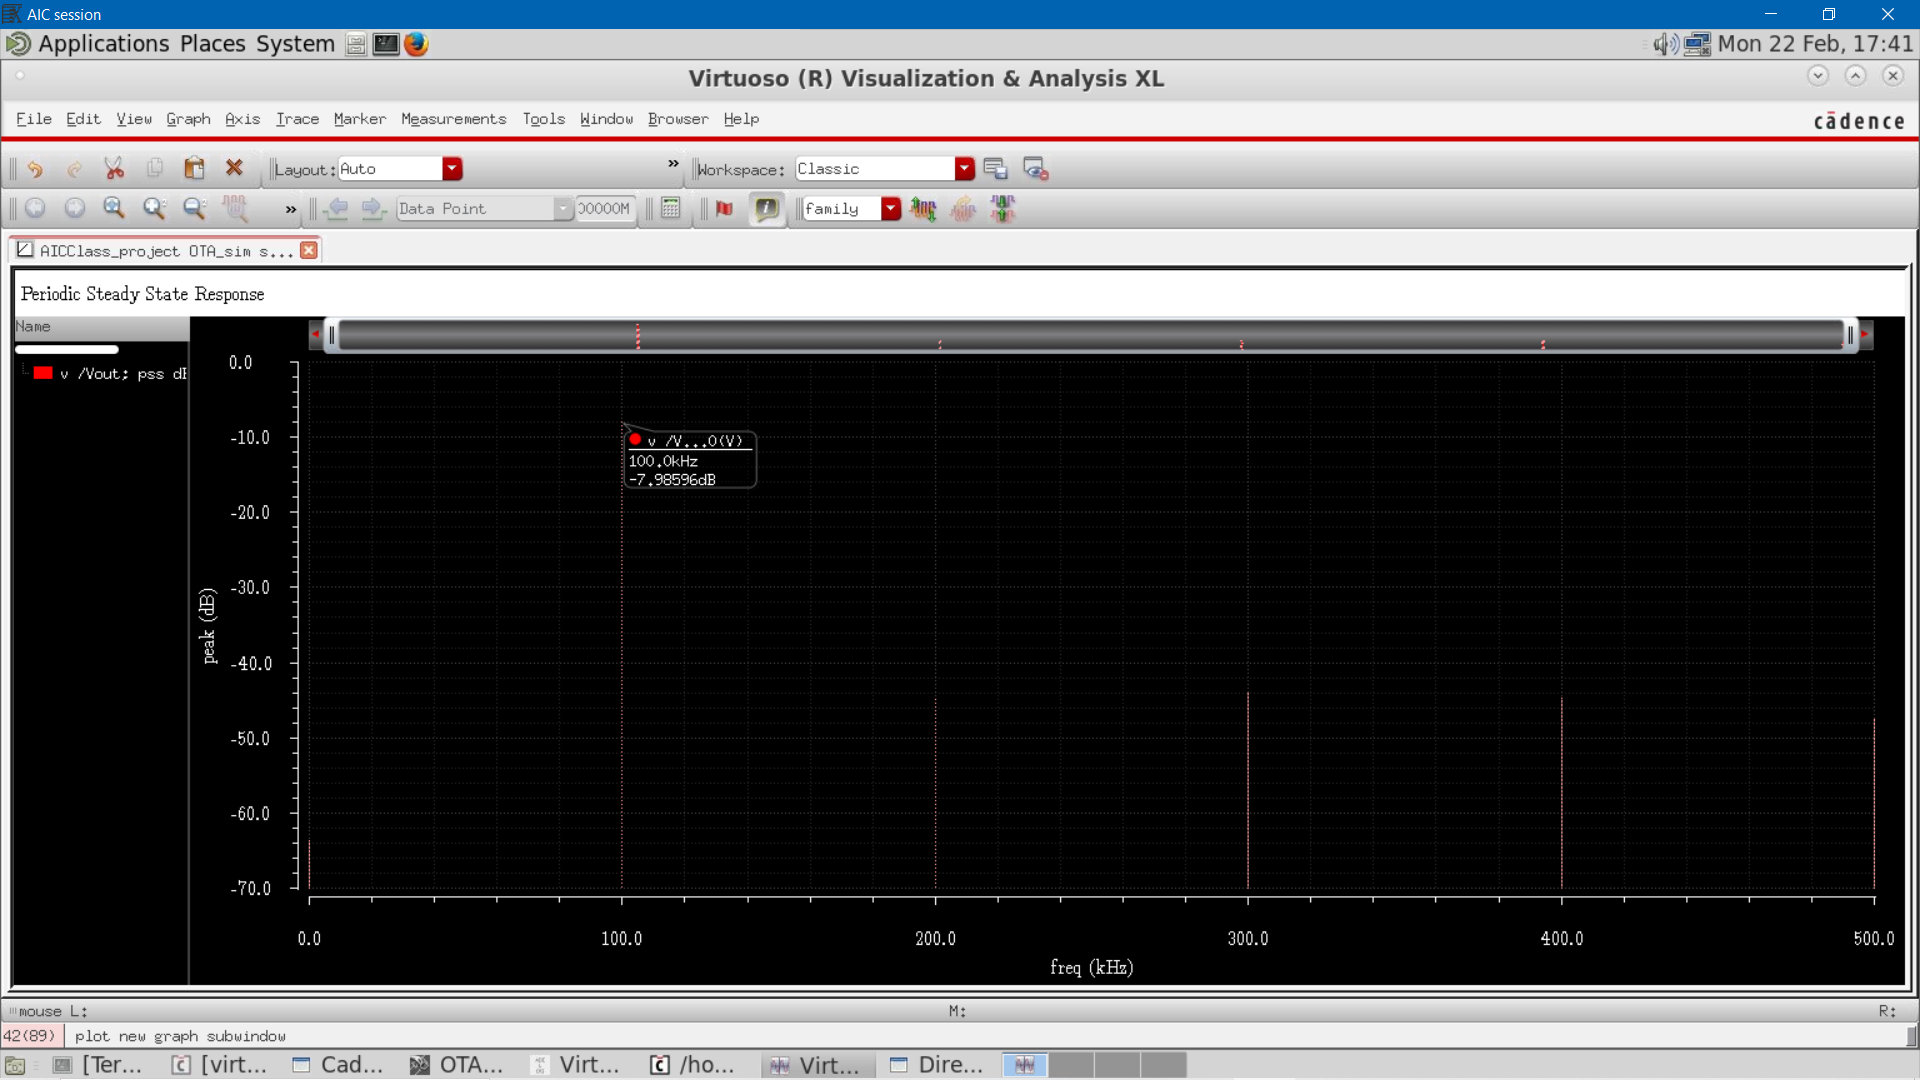 AIC session
Applications Places System
Mon 22 Feb, 17:41
Virtuoso (R) Visualization & Analysis XL
File Edit View Graph Axis Trace Marker Measurements Tools Window Browser Help
cādence
Layout: Auto
»
Workspace: Classic
»
Data Point
00000M
family
AICClass_project OTA_sim s...
Periodic Steady State Response
Name
v /Vout; pss dB
0.0
-10.0
-20.0
-30.0
-40.0
-50.0
-60.0
-70.0
peak (dB)
v /V...0(V)
100.0kHz
-7.98596dB
0.0 100.0 200.0 300.0 400.0 500.0
freq (kHz)
mouse L: M: R:
42(89) plot new graph subwindow
[Ter... [virt... Cad... OTA... Virt... /ho... Virt... Dire...